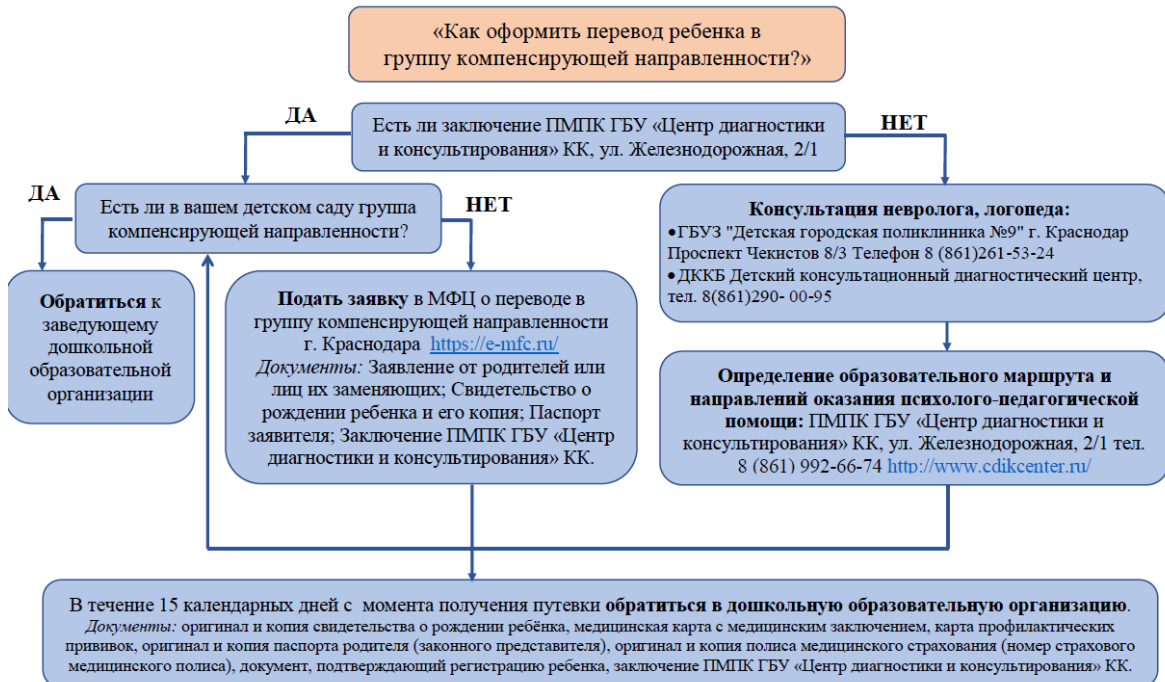 «Как оформить перевод ребенка в
группу компенсирующей направленности?»
ДА
Есть ли заключение ПМПК ГБУ «Центр диагностики
и консультирования» КК, ул. Железнодорожная, 2/1
НЕТ
ДА
Есть ли в вашем детском саду группа
компенсирующей направленности?
НЕТ
Обратиться к
заведующему
дошкольной
образовательной
организации
Подать заявку в МФЦ о переводе в
группу компенсирующей направленности
г. Краснодара https://e-mfc.ru/
Документы: Заявление от родителей или
лиц их заменяющих; Свидетельство о
рождении ребенка и его копия; Паспорт
заявителя; Заключение ПМПК ГБУ «Центр
диагностики и консультирования» КК.
Консультация невролога, логопеда:
•ГБУЗ "Детская городская поликлиника №9" г. Краснодар
Проспект Чекистов 8/3 Телефон 8 (861)261-53-24
•ДККБ Детский консультационный диагностический центр,
тел. 8(861)290- 00-95
Определение образовательного маршрута и
направлений оказания психолого-педагогической
помощи: ПМПК ГБУ «Центр диагностики и
консультирования» КК, ул. Железнодорожная, 2/1 тел.
8 (861) 992-66-74 http://www.cdikcenter.ru/
В течение 15 календарных дней с момента получения путевки обратиться в дошкольную образовательную организацию.
Документы: оригинал и копия свидетельства о рождении ребёнка, медицинская карта с медицинским заключением, карта профилактических
прививок, оригинал и копия паспорта родителя (законного представителя), оригинал и копия полиса медицинского страхования (номер страхового
медицинского полиса), документ, подтверждающий регистрацию ребенка, заключение ПМПК ГБУ «Центр диагностики и консультирования» КК.